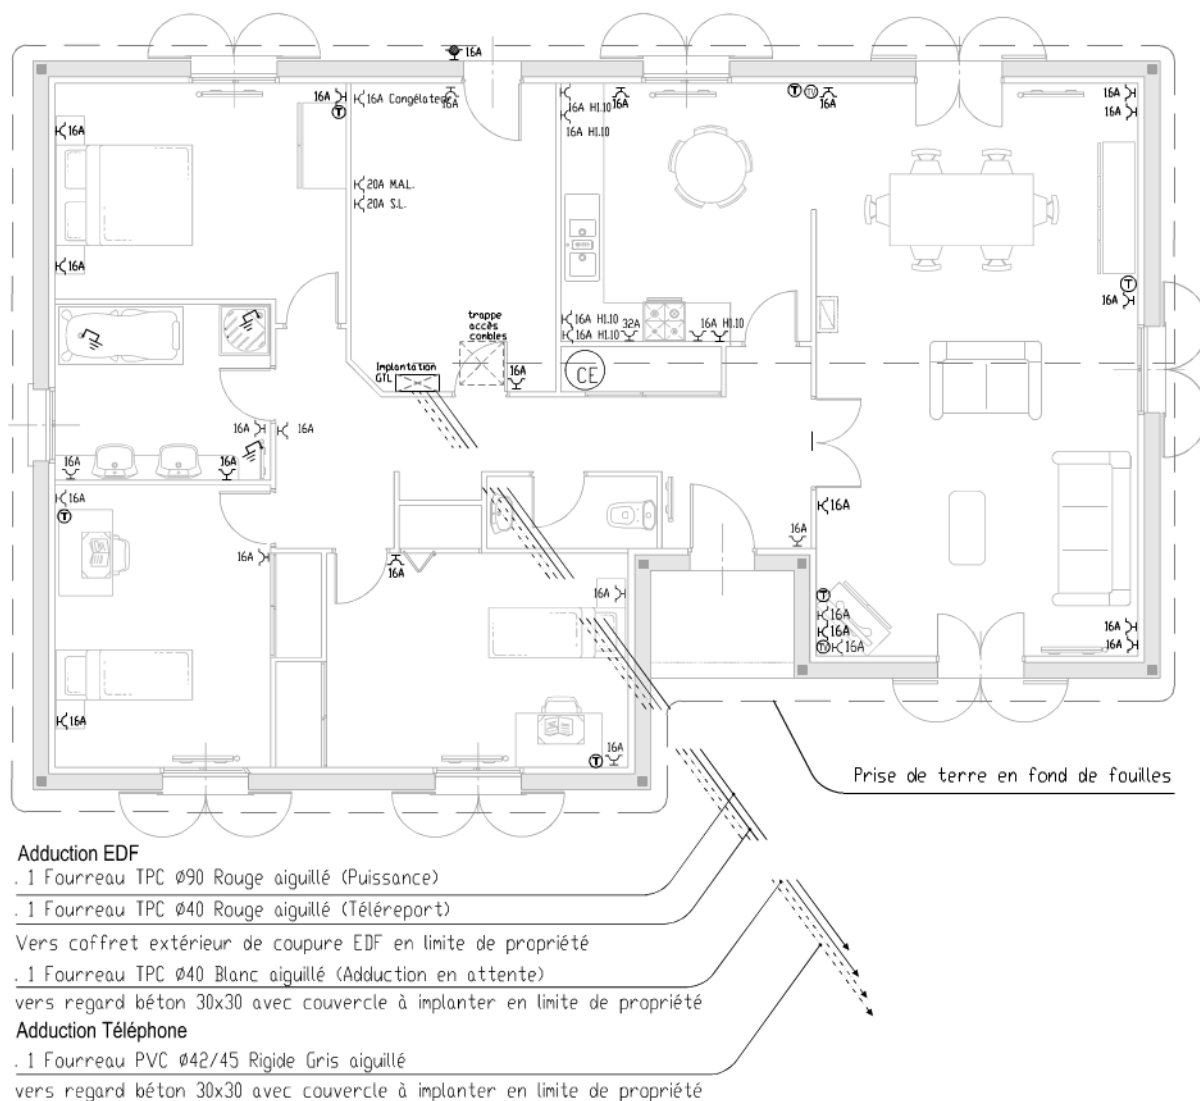 16A
16A
16A Congélateur
16A
16A H1.10
16A H1.10
16A
T
TV
16A
16A
16A
T
16A
20A M.A.L.
20A S.L.
16A
T
16A
trappe
accès
combles
16A H1.10
16A H1.10
32A
16A H1.10
Implantation
GTL
16A
CE
16A
16A
16A
16A
16A
T
16A
16A
16A
16A
16A
T
16A
16A
TV
16A
16A
16A
16A
T
16A
Prise de terre en fond de fouilles
Adduction EDF
. 1 Fourreau TPC Ø90 Rouge aiguillé (Puissance)
. 1 Fourreau TPC Ø40 Rouge aiguillé (Téléreport)
Vers coffret extérieur de coupure EDF en limite de propriété
. 1 Fourreau TPC Ø40 Blanc aiguillé (Adduction en attente)
vers regard béton 30x30 avec couvercle à implanter en limite de propriété
Adduction Téléphone
. 1 Fourreau PVC Ø42/45 Rigide Gris aiguillé
vers regard béton 30x30 avec couvercle à implanter en limite de propriété